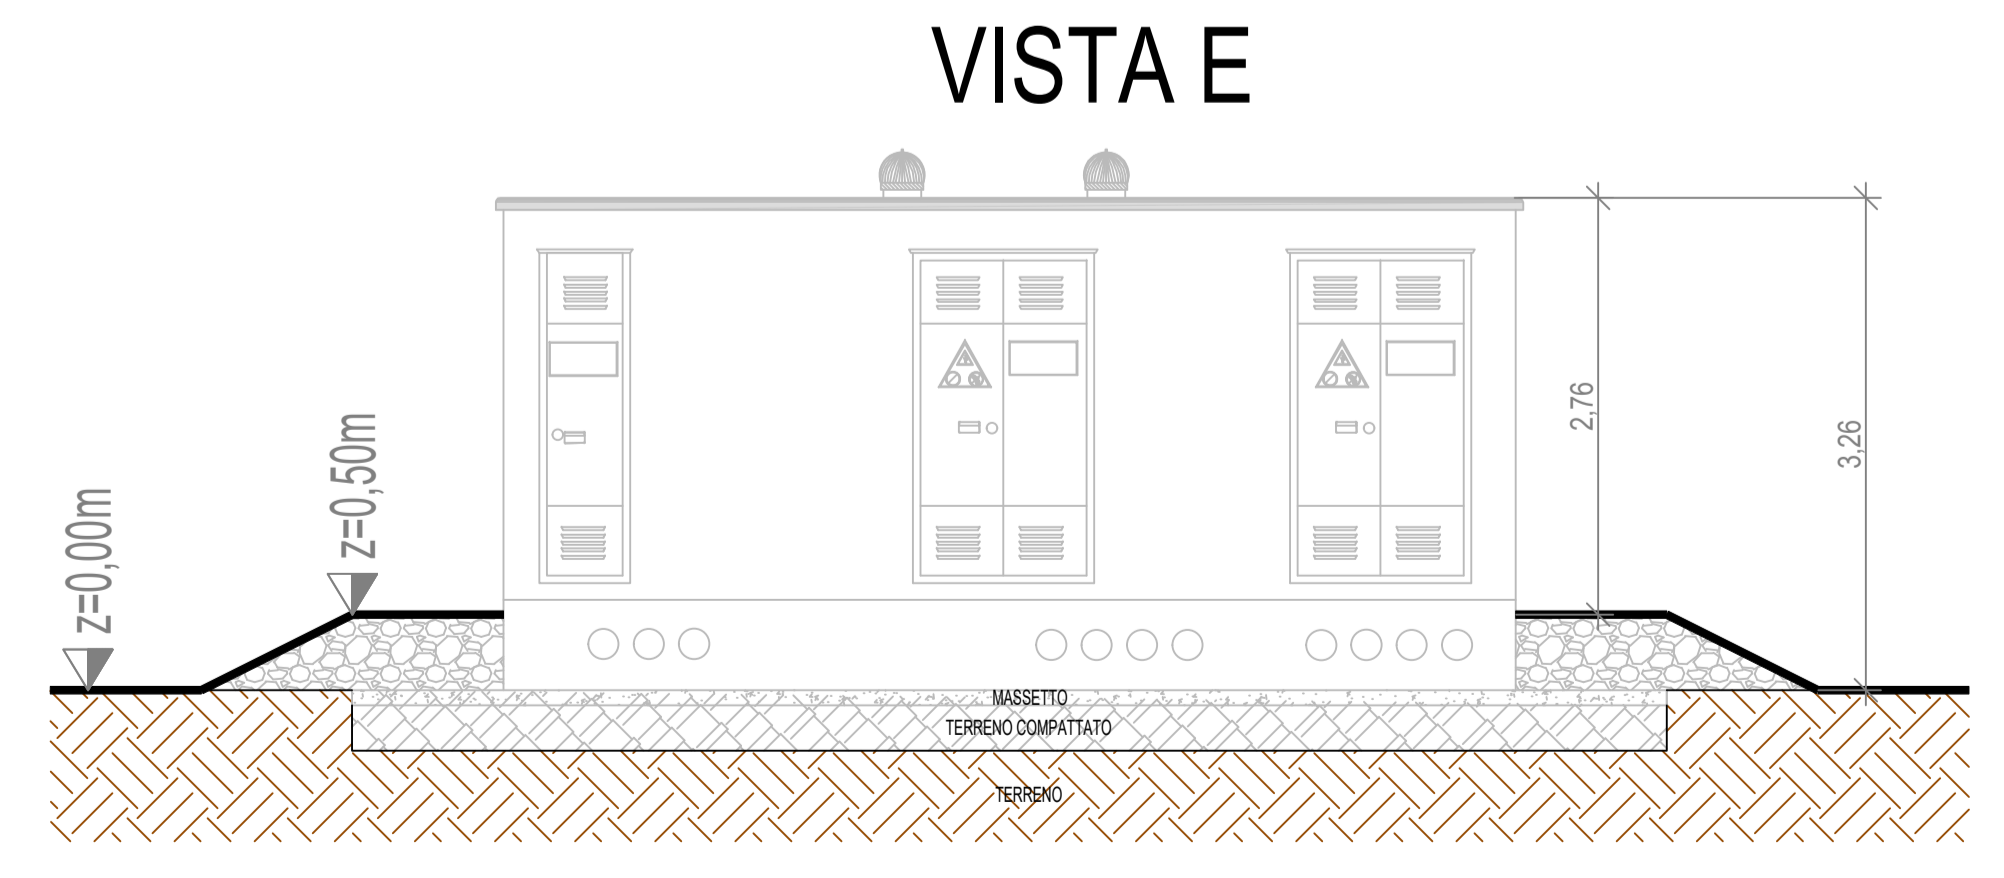 VISTA E
2,76
3,26
z=0,50m
z=0,00m
MASSETTO
TERRENO COMPATTATO
TERRENO